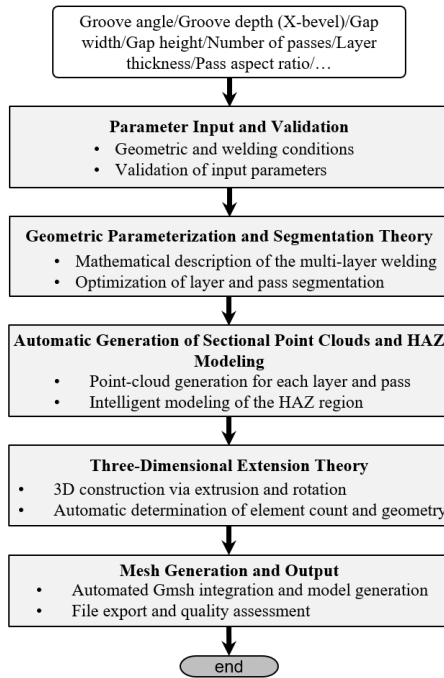 Groove angle/Groove depth (X-bevel)/Gap
width/Gap height/Number of passes/Layer
thickness/Pass aspect ratio/…
Parameter Input and Validation
• Geometric and welding conditions
• Validation of input parameters
Geometric Parameterization and Segmentation Theory
• Mathematical description of the multi-layer welding
• Optimization of layer and pass segmentation
Automatic Generation of Sectional Point Clouds and HAZ
Modeling
• Point-cloud generation for each layer and pass
• Intelligent modeling of the HAZ region
Three-Dimensional Extension Theory
• 3D construction via extrusion and rotation
• Automatic determination of element count and geometry
Mesh Generation and Output
• Automated Gmsh integration and model generation
• File export and quality assessment
end